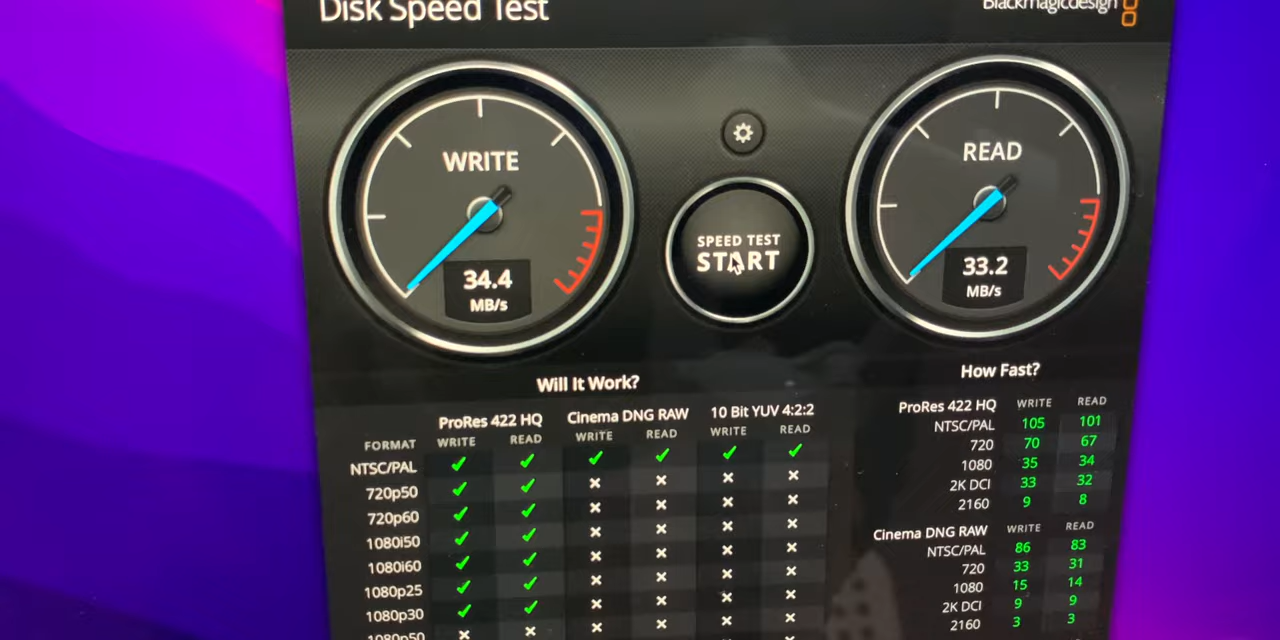 Disk Speed Test
Blackmagicdesign
WRITE
34.4
MB/s
SPEED TEST
START
READ
33.2
MB/s
Will It Work?
ProRes 422 HQ Cinema DNG RAW 10 Bit YUV 4:2:2
FORMAT WRITE READ WRITE READ WRITE READ
NTSC/PAL ✓ ✓ ✓ ✓ ✓ ✓
720p50 ✓ ✓ × × × ×
720p60 ✓ ✓ × × × ×
1080i50 ✓ ✓ × × × ×
1080i60 ✓ ✓ × × × ×
1080p25 ✓ ✓ × × × ×
1080p30 ✓ ✓ × × × ×
1080p50 × × × × × ×
How Fast?
ProRes 422 HQ WRITE READ
NTSC/PAL 105 101
720 70 67
1080 35 34
2K DCI 33 32
2160 9 8
Cinema DNG RAW WRITE READ
NTSC/PAL 86 83
720 33 31
1080 15 14
2K DCI 9 9
2160 3 3